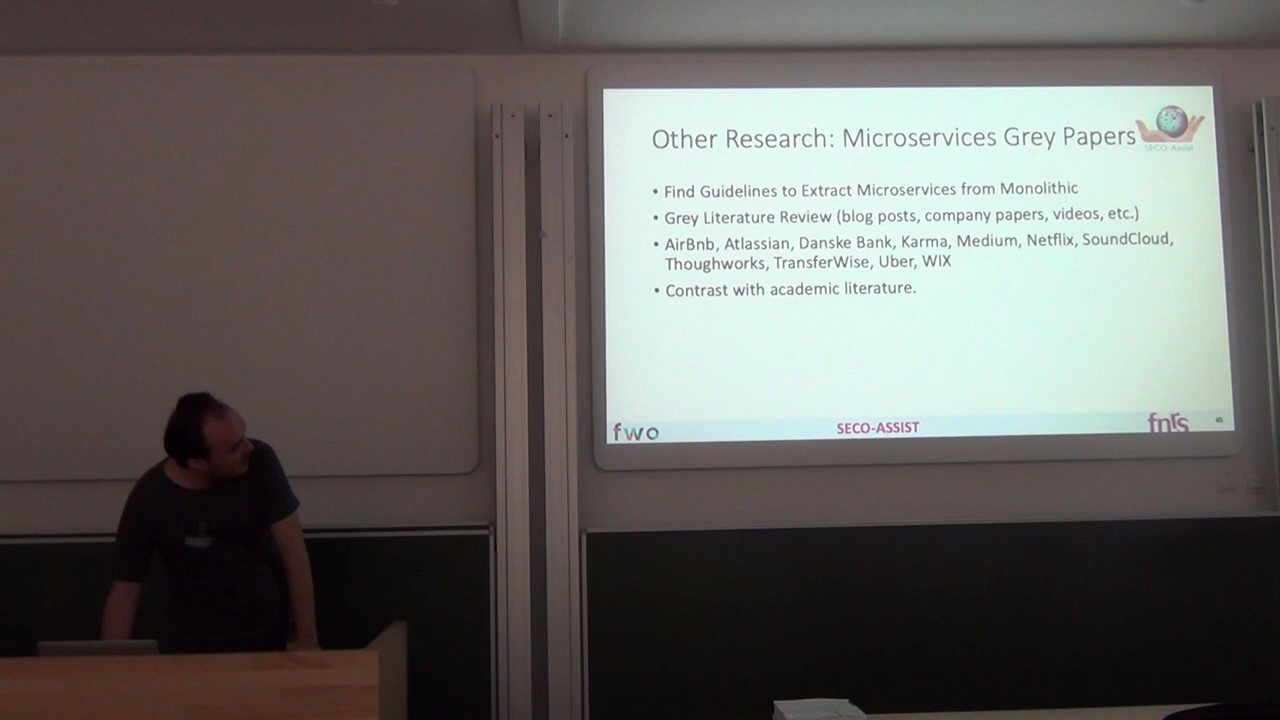 Other Research: Microservices Grey Papers
SECO-Assist
• Find Guidelines to Extract Microservices from Monolithic
• Grey Literature Review (blog posts, company papers, videos, etc.)
• AirBnb, Atlassian, Danske Bank, Karma, Medium, Netflix, SoundCloud,
Thoughworks, TransferWise, Uber, WIX
• Contrast with academic literature.
fwo
SECO-ASSIST
fnrs